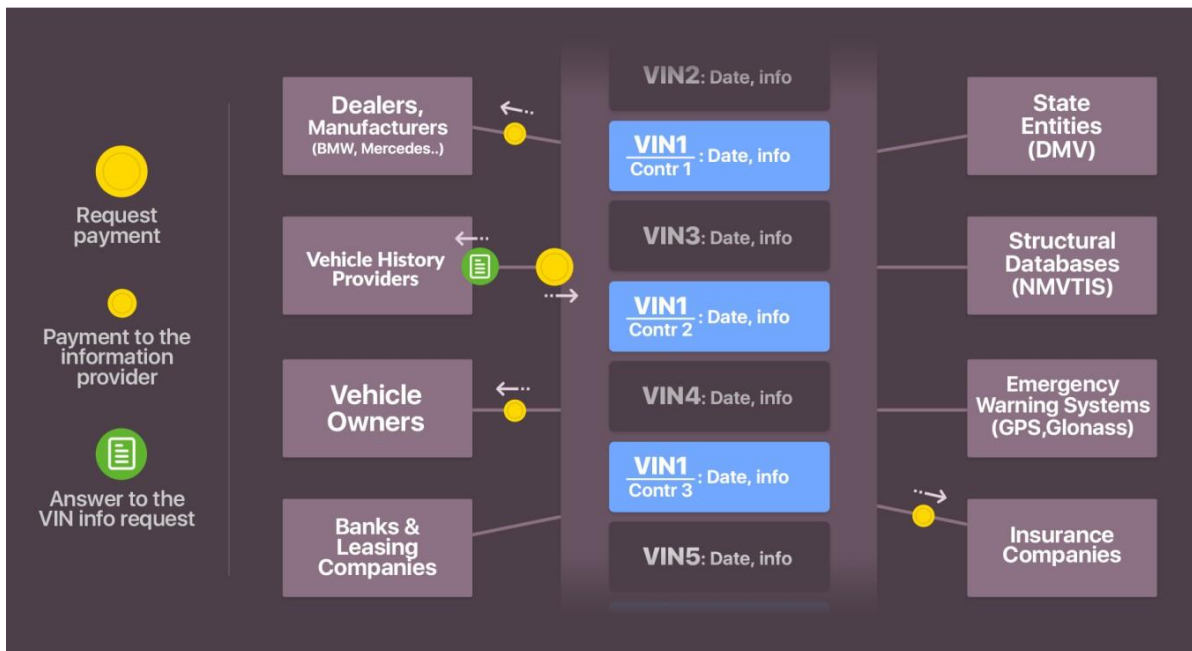 Request
payment
Payment to the
information
provider
Answer to the
VIN info request
Dealers,
Manufacturers
(BMW, Mercedes..)
Vehicle History
Providers
Vehicle
Owners
Banks &
Leasing
Companies
VIN2: Date, info
VIN1
Contr 1 : Date, info
VIN3: Date, info
VIN1
Contr 2 : Date, info
VIN4: Date, info
VIN1
Contr 3 : Date, info
VIN5: Date, info
State
Entities
(DMV)
Structural
Databases
(NMVTIS)
Emergency
Warning Systems
(GPS,Glonass)
Insurance
Companies